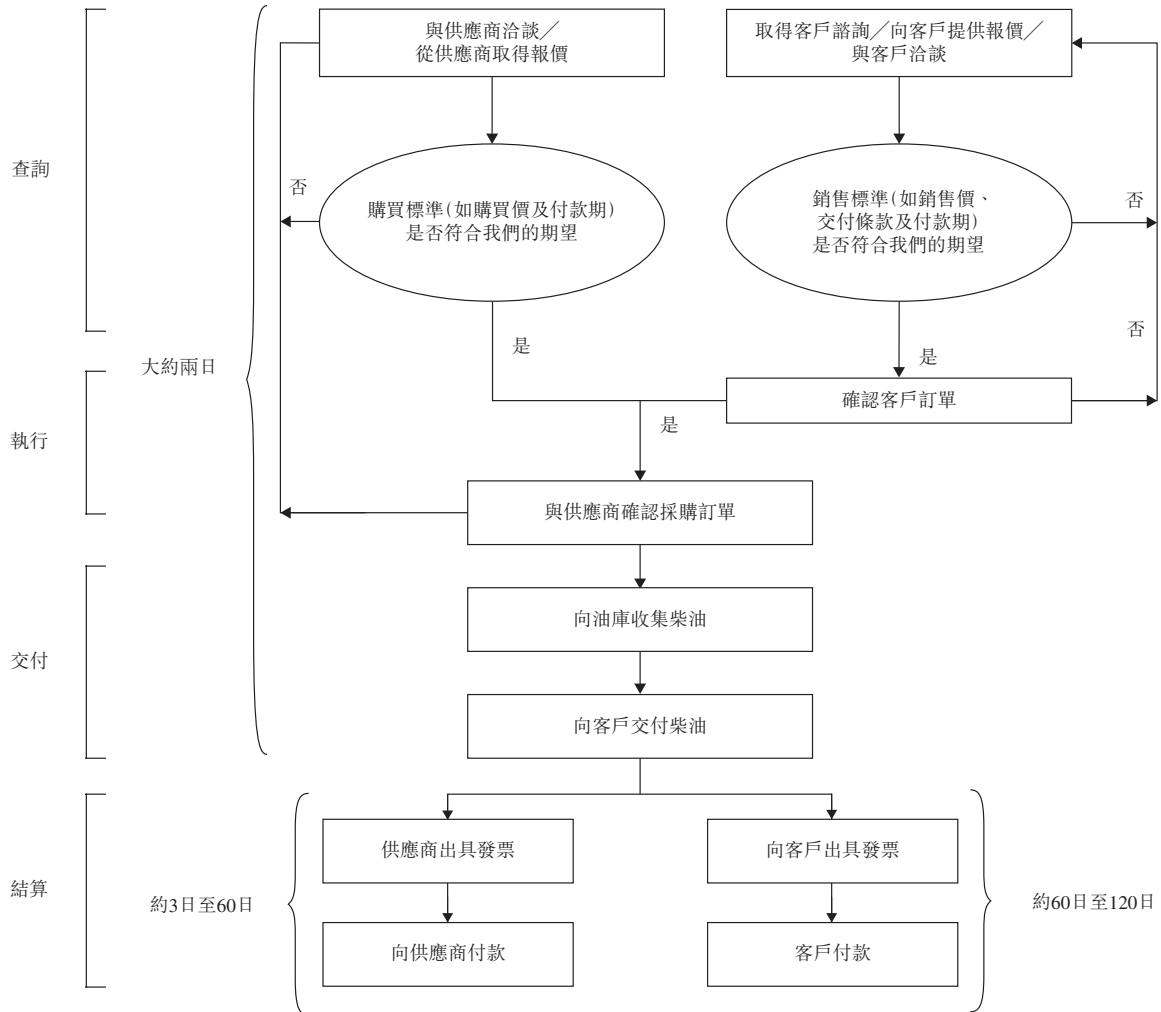 與供應商洽談／
從供應商取得報價
取得客戶諮詢／向客戶提供報價／
與客戶洽談
查詢
否
購買標準(如購買價及付款期)
是否符合我們的期望
銷售標準(如銷售價、
交付條款及付款期)
是否符合我們的期望
否
否
是
是
大約兩日
確認客戶訂單
是
執行
與供應商確認採購訂單
向油庫收集柴油
交付
向客戶交付柴油
供應商出具發票
向客戶出具發票
結算
約3日至60日
約60日至120日
向供應商付款
客戶付款